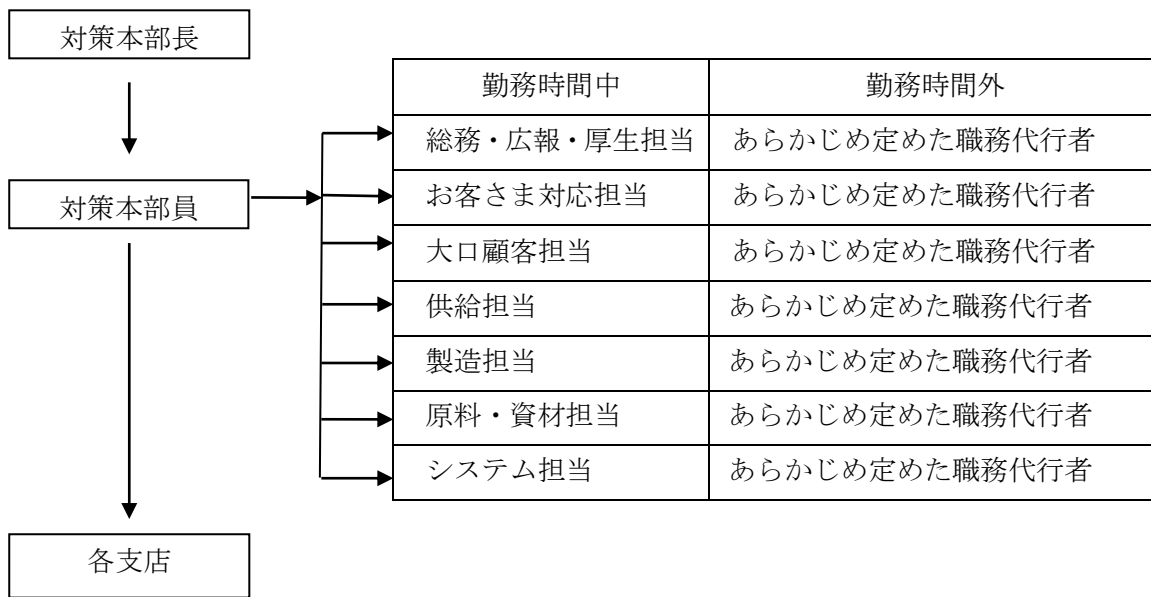 対策本部長
対策本部員
各支店
勤務時間中 勤務時間外
総務・広報・厚生担当 あらかじめ定めた職務代行者
お客さま対応担当 あらかじめ定めた職務代行者
大口顧客担当 あらかじめ定めた職務代行者
供給担当 あらかじめ定めた職務代行者
製造担当 あらかじめ定めた職務代行者
原料・資材担当 あらかじめ定めた職務代行者
システム担当 あらかじめ定めた職務代行者